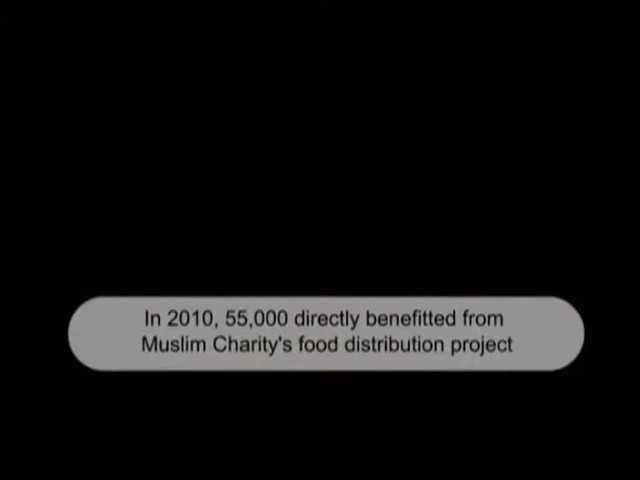 In 2010, 55,000 directly benefitted from
Muslim Charity's food distribution project